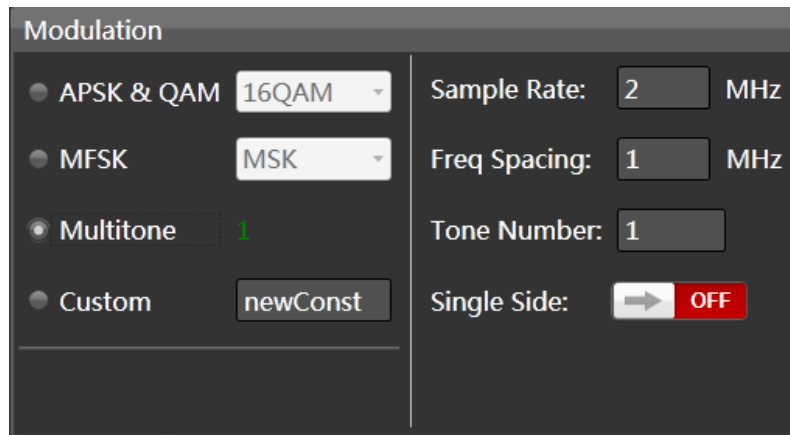 Modulation
APSK & QAM 16QAM
MFSK MSK
Multitone 1
Custom newConst
Sample Rate: 2 MHz
Freq Spacing: 1 MHz
Tone Number: 1
Single Side: OFF